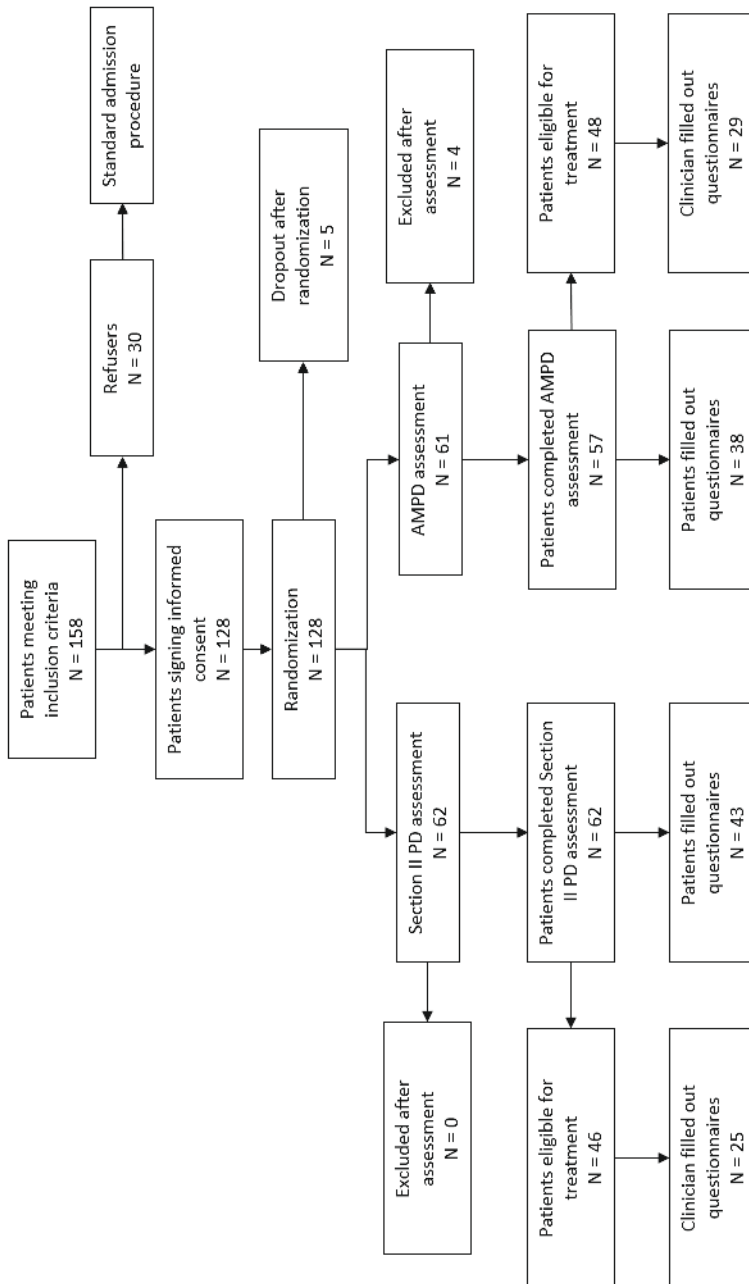 Patients meeting
inclusion criteria
N = 158
Refusers
N = 30
Standard admission
procedure
Patients signing informed
consent
N = 128
Randomization
N = 128
Dropout after
randomization
N = 5
Section II PD assessment
N = 62
AMPD assessment
N = 61
Excluded after
assessment
N = 0
Excluded after
assessment
N = 4
Patients eligible for
treatment
N = 46
Patients completed Section
II PD assessment
N = 62
Patients completed AMPD
assessment
N = 57
Patients eligible for
treatment
N = 48
Clinician filled out
questionnaires
N = 25
Patients filled out
questionnaires
N = 43
Patients filled out
questionnaires
N = 38
Clinician filled out
questionnaires
N = 29